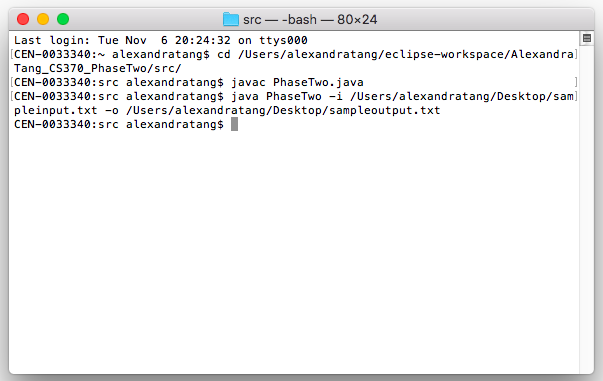 src — -bash — 80×24
Last login: Tue Nov  6 20:24:32 on ttys000
[CEN-0033340:~ alexandratang$ cd /Users/alexandratang/eclipse-workspace/Alexandra]
Tang_CS370_PhaseTwo/src/
[CEN-0033340:src alexandratang$ javac PhaseTwo.java ]
[CEN-0033340:src alexandratang$ java PhaseTwo -i /Users/alexandratang/Desktop/sam]
pleinput.txt -o /Users/alexandratang/Desktop/sampleoutput.txt
CEN-0033340:src alexandratang$